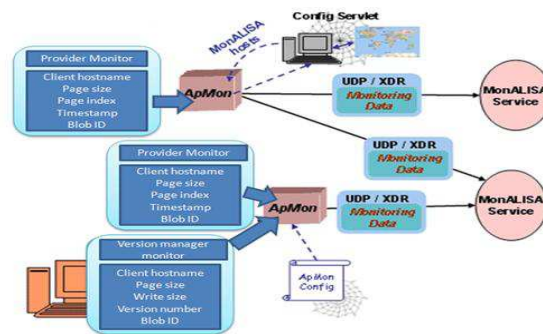 Config Servlet
MonALISA
hosts
Provider Monitor
Client hostname
Page size
Page index
Timestamp
Blob ID
ApMon
UDP / XDR
Monitoring
Data
MonALISA
Service
UDP / XDR
Monitoring
Data
Provider Monitor
Client hostname
Page size
Page index
Timestamp
Blob ID
ApMon
UDP / XDR
Monitoring
Data
MonALISA
Service
Version manager
monitor
Client hostname
Page size
Write size
Version number
Blob ID
ApMon
Config